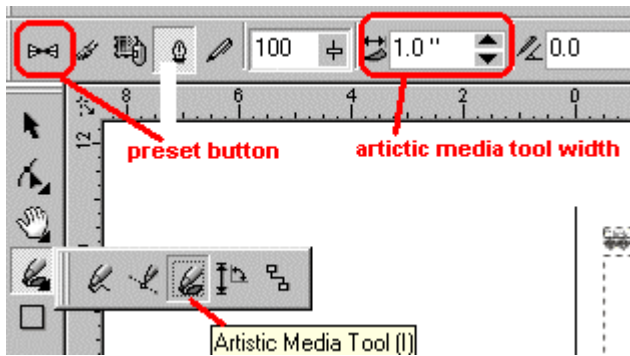 100 1.0 " 0.0
8 6 4 2 0
12
preset button artictic media tool width
Artistic Media Tool (I)